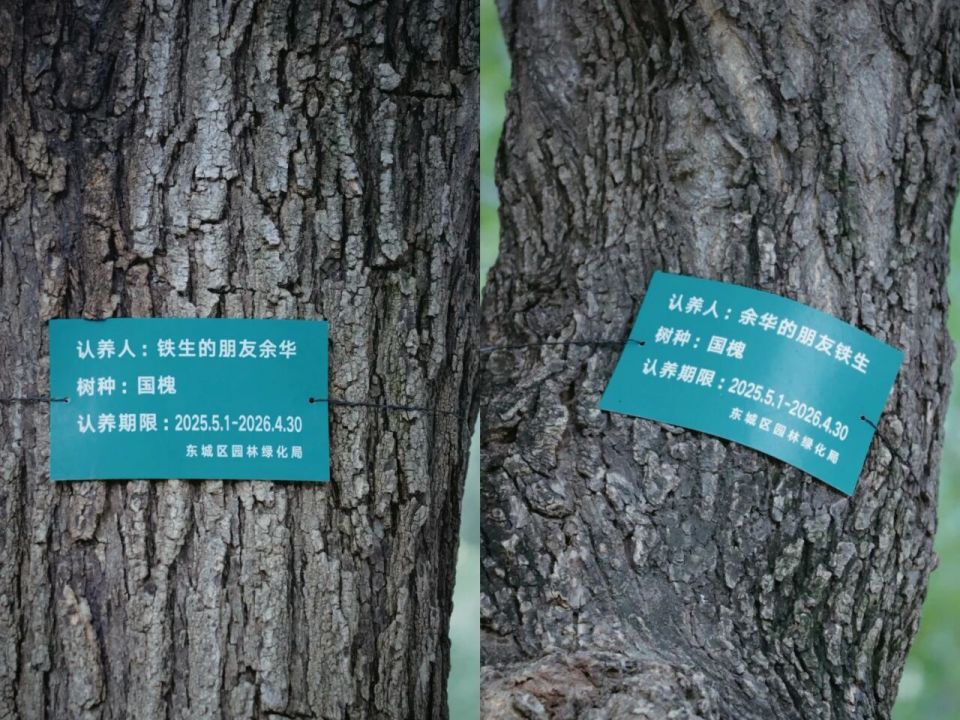 认养人：铁生的朋友余华
树种：国槐
认养期限：2025.5.1-2026.4.30
东城区园林绿化局
认养人：余华的朋友铁生
树种：国槐
认养期限：2025.5.1-2026.4.30
东城区园林绿化局